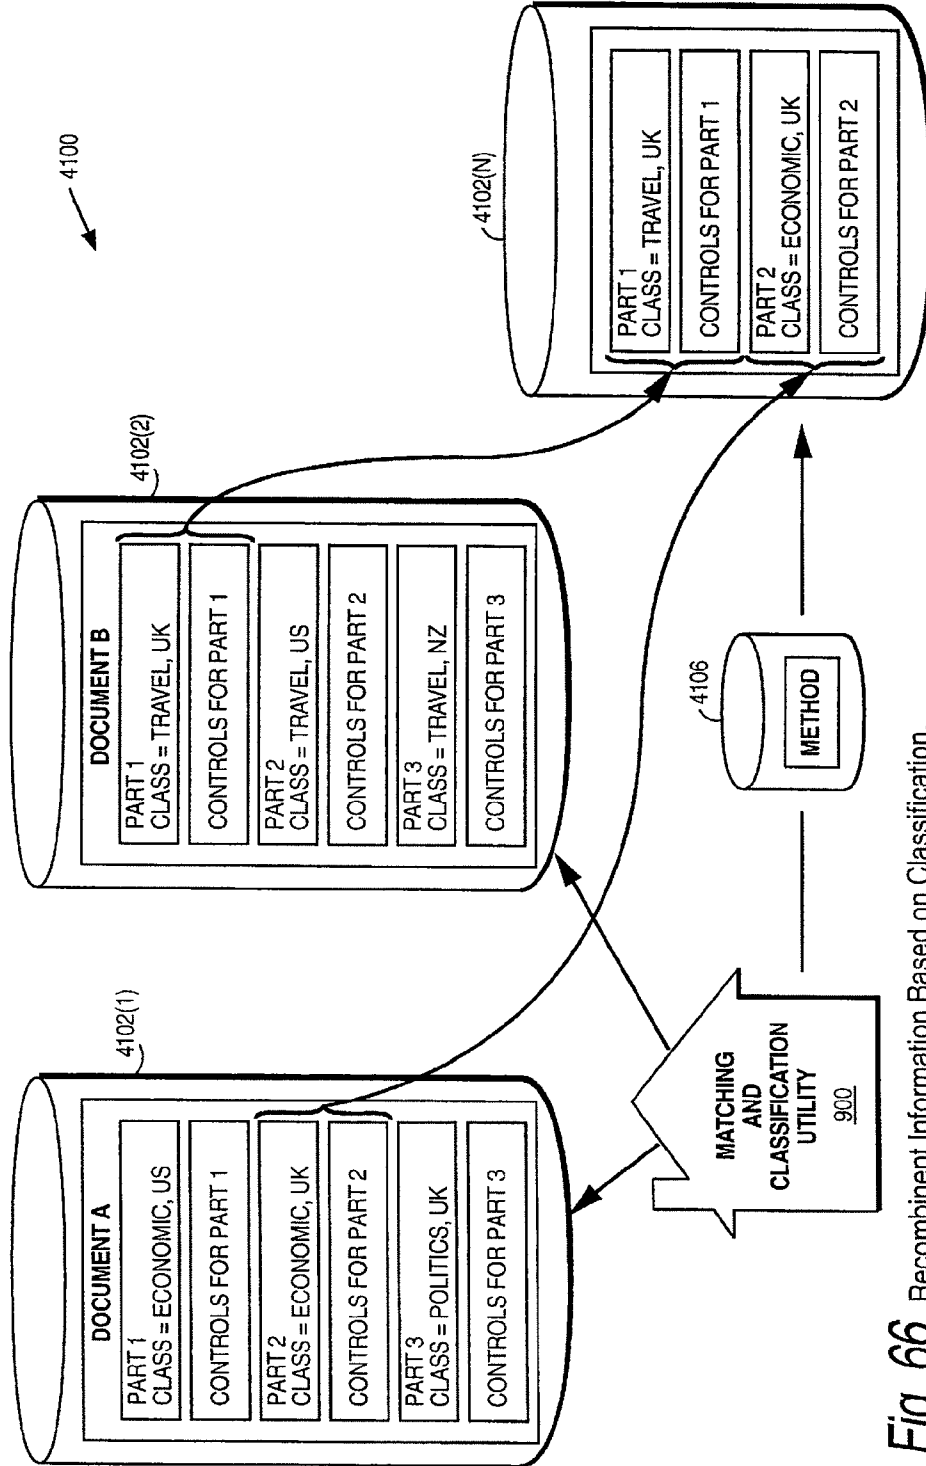 4100
4102(1)
DOCUMENT A
PART 1
CLASS = ECONOMIC, US
CONTROLS FOR PART 1
PART 2
CLASS = ECONOMIC, UK
CONTROLS FOR PART 2
PART 3
CLASS = POLITICS, UK
CONTROLS FOR PART 3
4102(2)
DOCUMENT B
PART 1
CLASS = TRAVEL, UK
CONTROLS FOR PART 1
PART 2
CLASS = TRAVEL, US
CONTROLS FOR PART 2
PART 3
CLASS = TRAVEL, NZ
CONTROLS FOR PART 3
4102(N)
PART 1
CLASS = TRAVEL, UK
CONTROLS FOR PART 1
PART 2
CLASS = ECONOMIC, UK
CONTROLS FOR PART 2
MATCHING
AND
CLASSIFICATION
UTILITY
900
4106
METHOD
Fig. 66 Recombinent Information Based on Classification